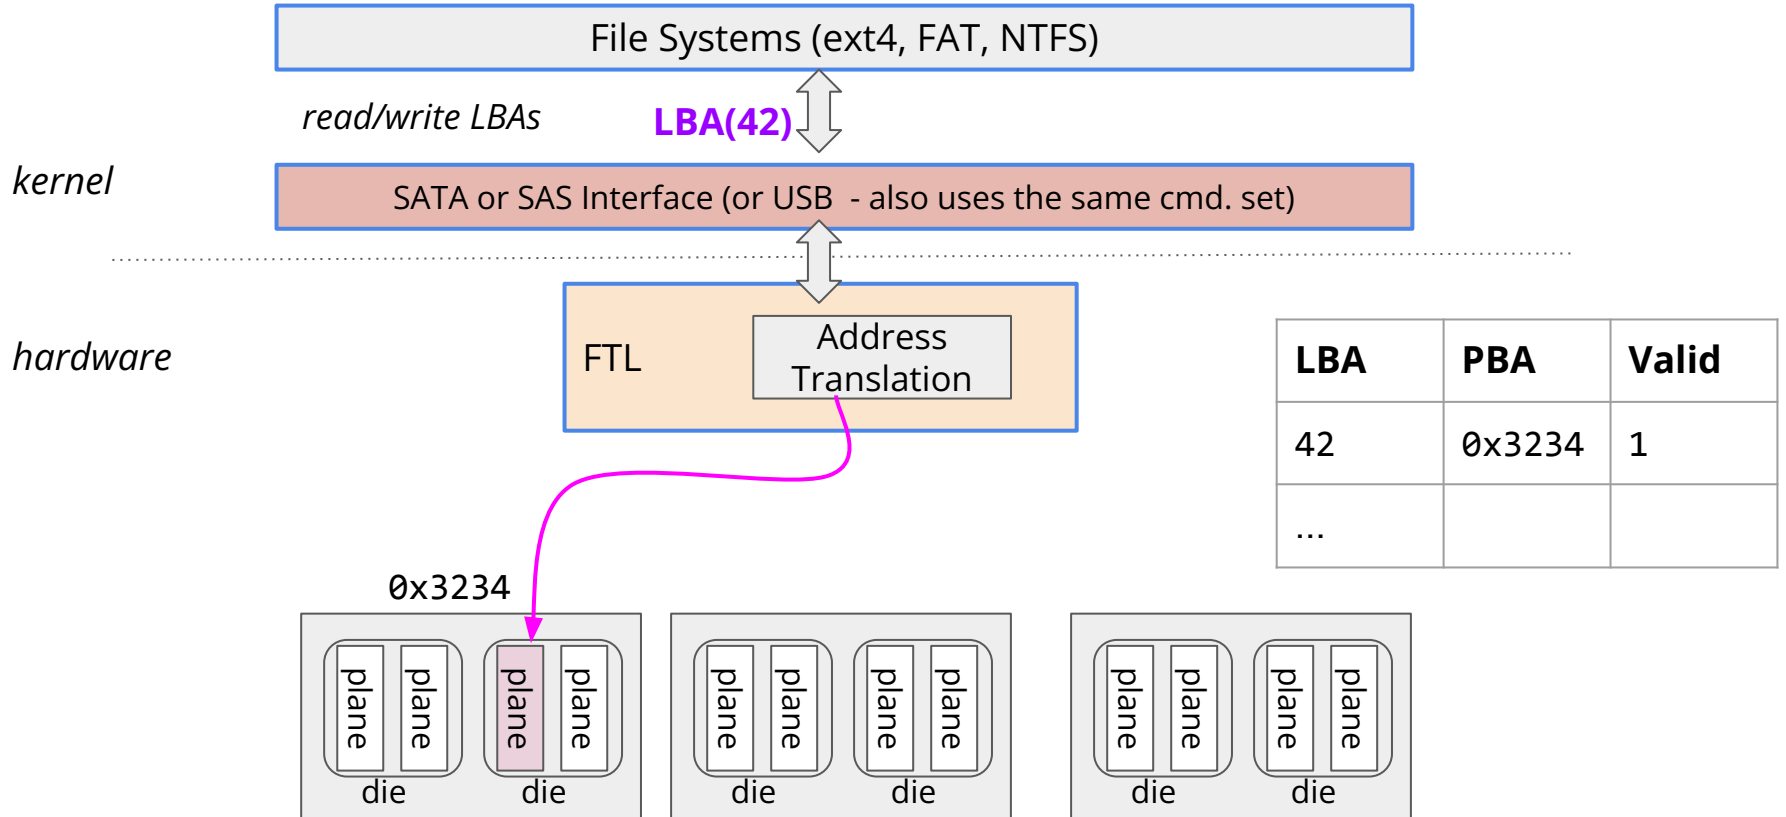 File Systems (ext4, FAT, NTFS)
read/write LBAs
LBA(42)
kernel
SATA or SAS Interface (or USB  - also uses the same cmd. set)
hardware
FTL
Address
Translation
LBA PBA Valid
42 0x3234 1
...
0x3234
plane plane plane plane plane plane plane plane plane plane plane plane
die die die die die die